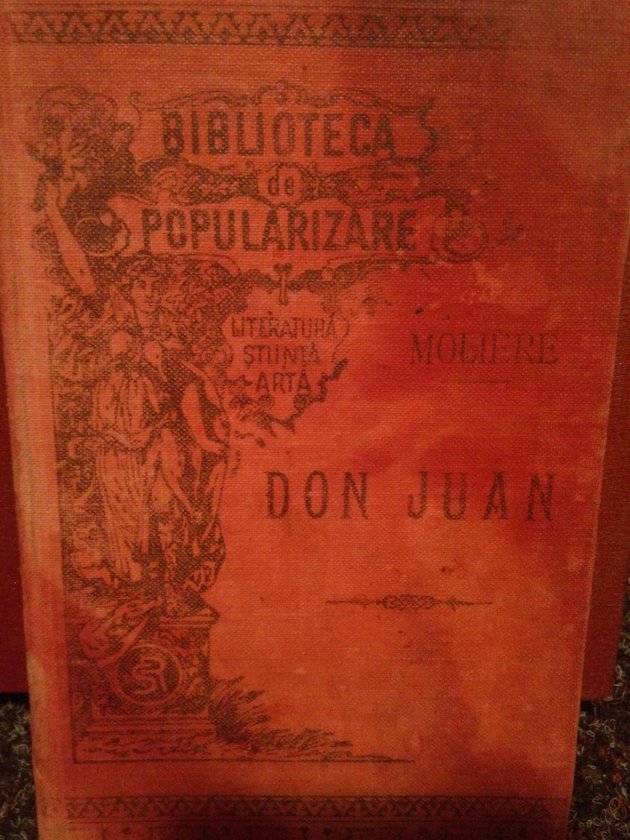 BIBLIOTECA
de
POPULARIZARE
LITERATURĂ
ŞTIINŢĂ
ARTĂ
MOLIÈRE
DON JUAN